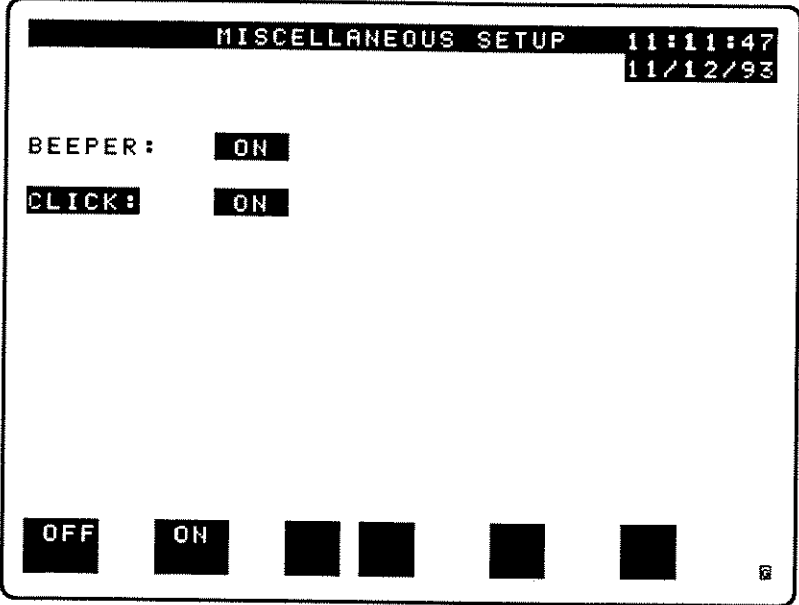 MISCELLANEOUS SETUP 11:11:47
11/12/93
BEEPER: ON
CLICK: ON
OFF ON